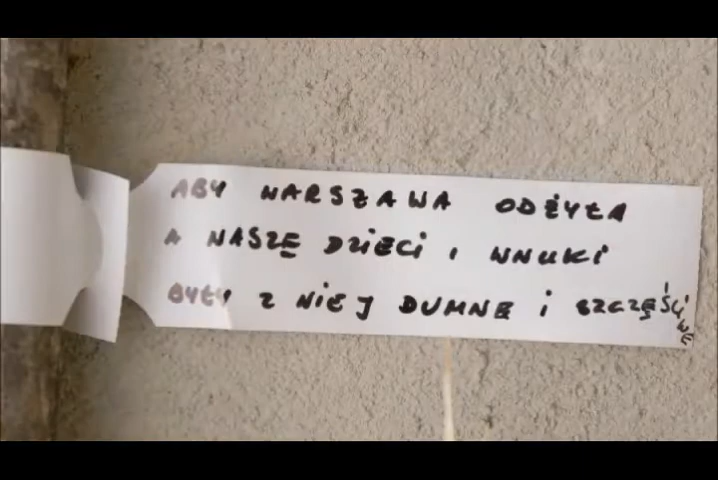 ABY WARSZAWA ODŻYŁA
A NASZE DZIECI I WNUKI
BYŁY Z NIEJ DUMNE I SZCZĘŚLIWE